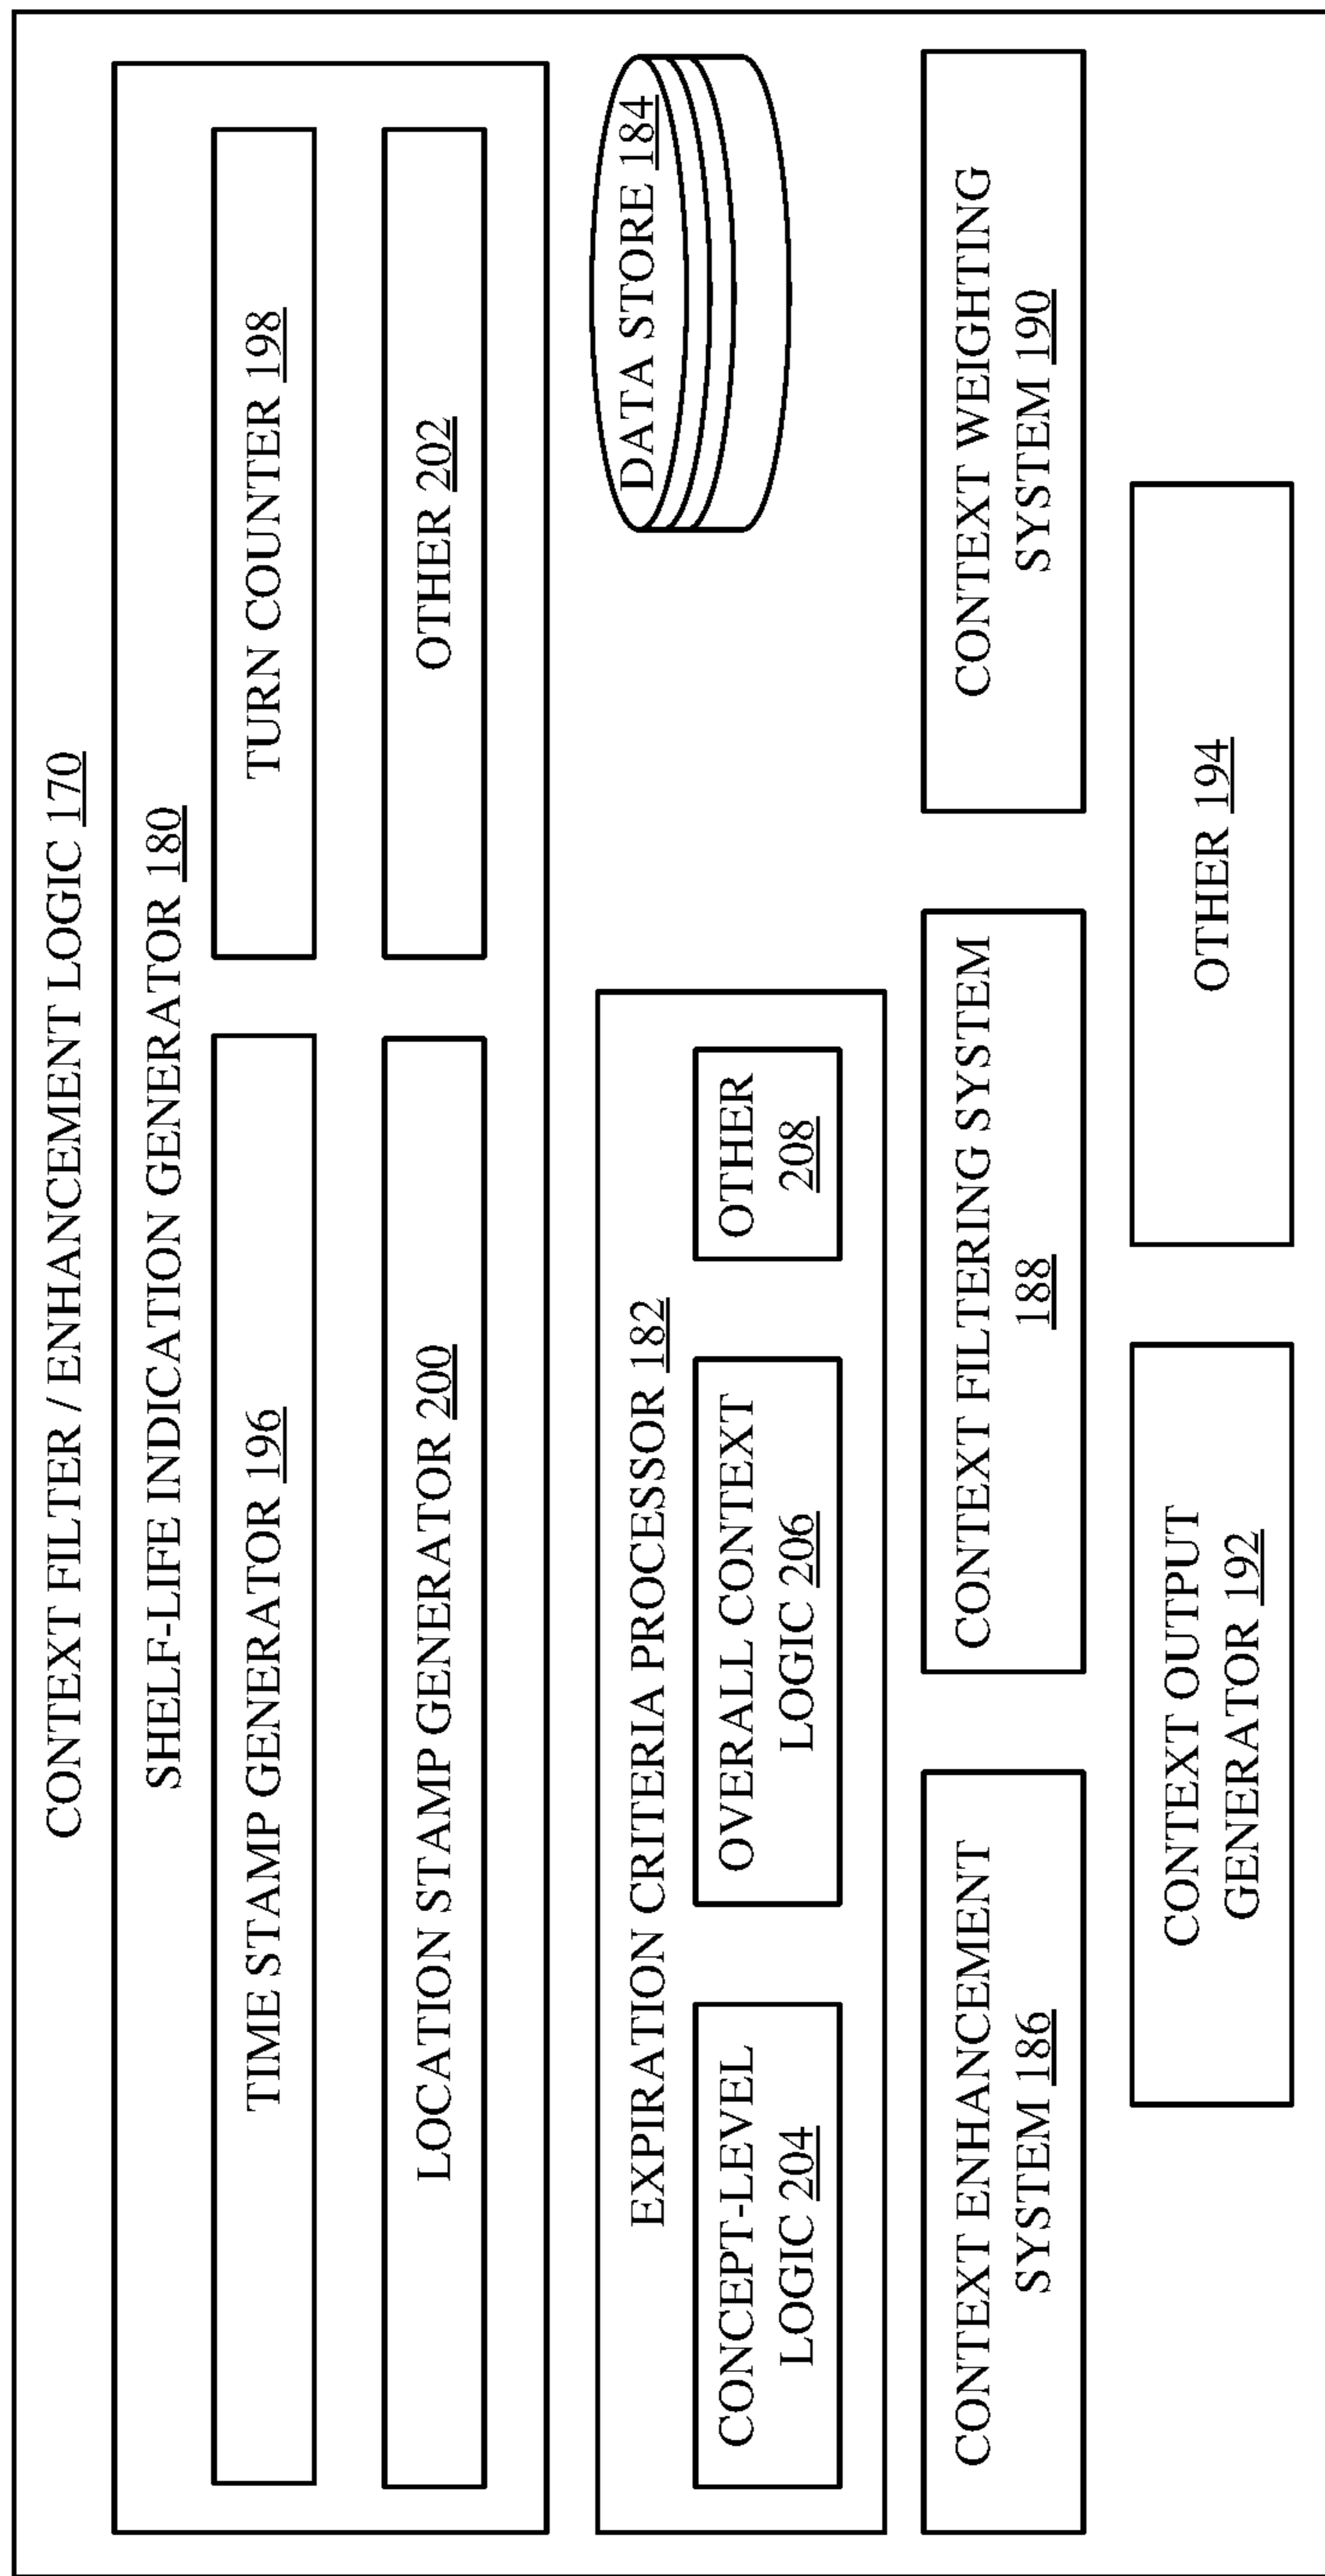 CONTEXT FILTER / ENHANCEMENT LOGIC 170
SHELF-LIFE INDICATION GENERATOR 180
TIME STAMP GENERATOR 196
TURN COUNTER 198
LOCATION STAMP GENERATOR 200
OTHER 202
EXPIRATION CRITERIA PROCESSOR 182
CONCEPT-LEVEL
LOGIC 204
OVERALL CONTEXT
LOGIC 206
OTHER
208
DATA STORE 184
CONTEXT ENHANCEMENT
SYSTEM 186
CONTEXT FILTERING SYSTEM
188
CONTEXT WEIGHTING
SYSTEM 190
CONTEXT OUTPUT
GENERATOR 192
OTHER 194